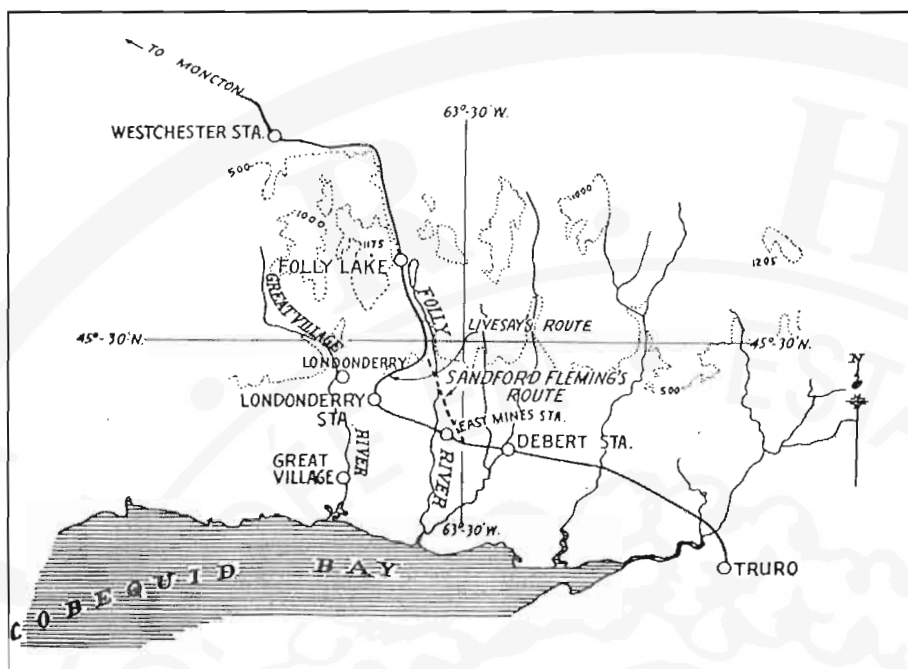 TO MONCTON
63°-30'W.
WESTCHESTER STA.
500
1000
1000
1175
1205
FOLLY LAKE
GREAT VILLAGE
FOLLY
LIVESAY'S ROUTE
45°-30'N.
45°-30'N.
N
LONDONDERRY
SANDFORD FLEMING'S
ROUTE
500
LONDONDERRY
STA.
EAST MINES STA.
DEBERT STA.
RIVER
RIVER
GREAT
VILLAGE
63°-30'W.
COBEQUID BAY
TRURO